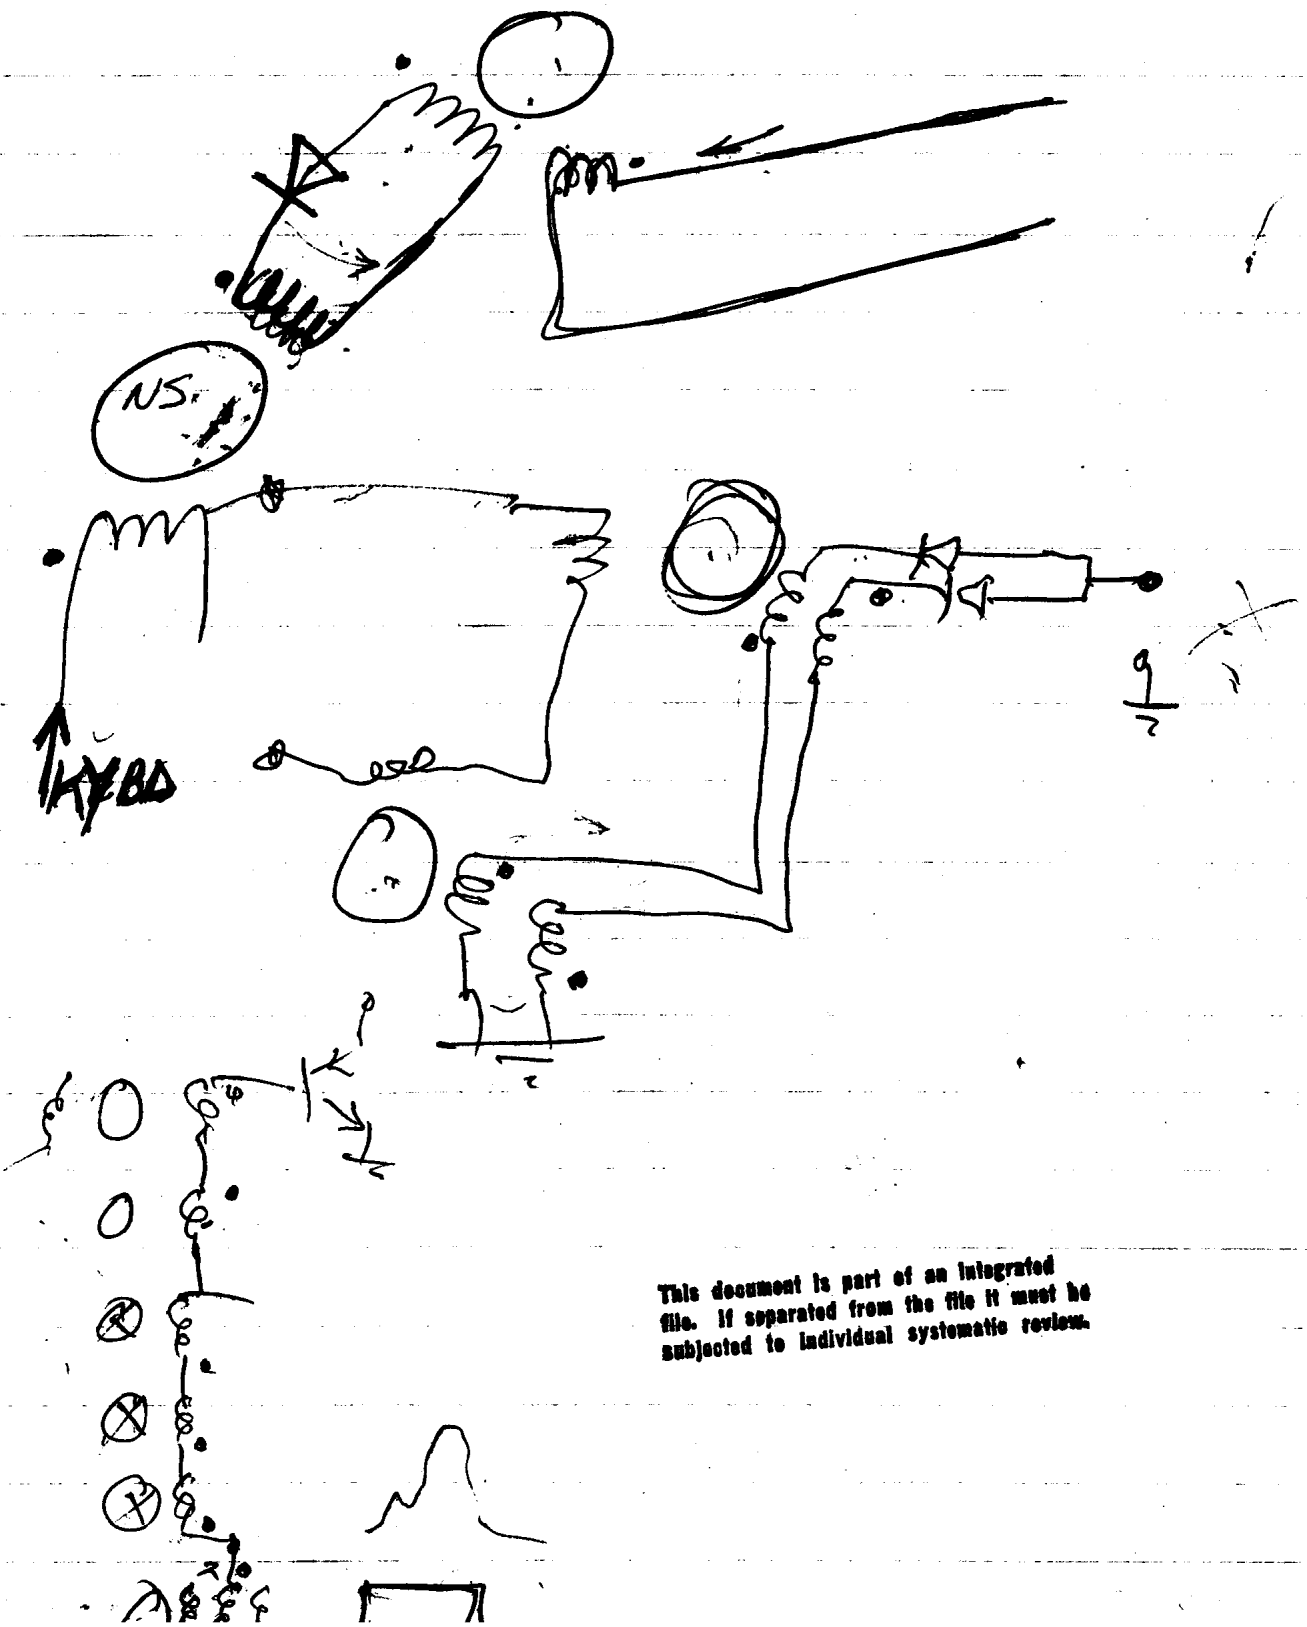 NS.
KYBD
This document is part of an integrated
file. If separated from the file it must be
subjected to individual systematic review.